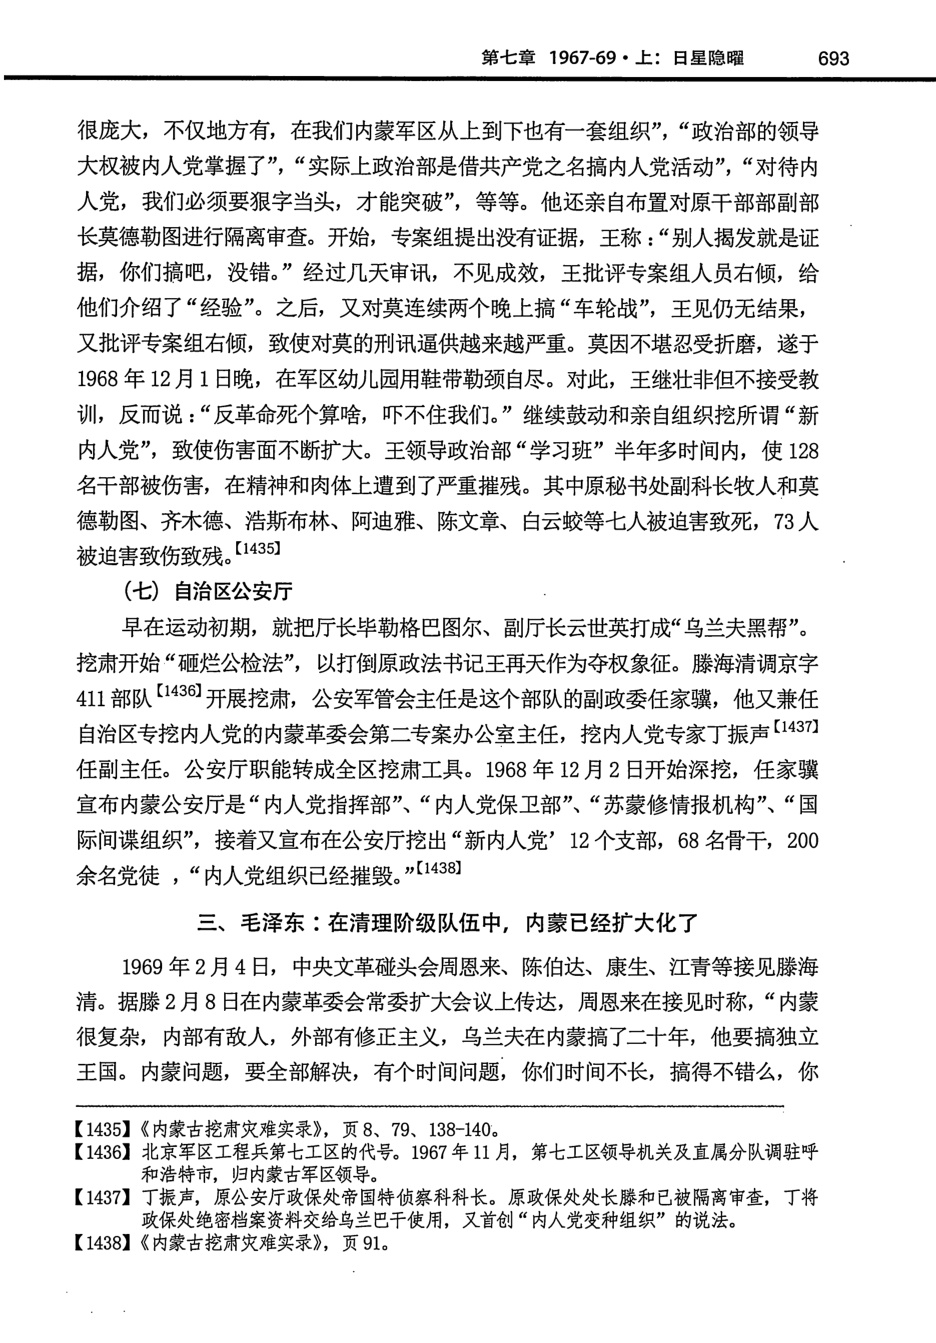 第七章 1967-69·上：日星隐曜 693
很庞大，不仅地方有，在我们内蒙军区从上到下也有一套组织”，“政治部的领导
大权被内人党掌握了”，“实际上政治部是借共产党之名搞内人党活动”，“对待内
人党，我们必须要狠字当头，才能突破”，等等。他还亲自布置对原干部部副部
长莫德勒图进行隔离审查。开始，专案组提出没有证据，王称：“别人揭发就是证
据，你们搞吧，没错。”经过几天审讯，不见成效，王批评专案组人员右倾，给
他们介绍了“经验”。之后，又对莫连续两个晚上搞“车轮战”，王见仍无结果，
又批评专案组右倾，致使对莫的刑讯逼供越来越严重。莫因不堪忍受折磨，遂于
1968年12月1日晚，在军区幼儿园用鞋带勒颈自尽。对此，王继壮非但不接受教
训，反而说：“反革命死个算啥，吓不住我们。”继续鼓动和亲自组织挖所谓“新
内人党”，致使伤害面不断扩大。王领导政治部“学习班”半年多时间内，使128
名干部被伤害，在精神和肉体上遭到了严重摧残。其中原秘书处副科长牧人和莫
德勒图、齐木德、浩斯布林、阿迪雅、陈文章、白云蛟等七人被迫害致死，73人
被迫害致伤致残。【1435】
（七）自治区公安厅
早在运动初期，就把厅长毕勒格巴图尔、副厅长云世英打成“乌兰夫黑帮”。
挖肃开始“砸烂公检法”，以打倒原政法书记王再天作为夺权象征。滕海清调京字
411部队【1436】开展挖肃，公安军管会主任是这个部队的副政委任家骥，他又兼任
自治区专挖内人党的内蒙革委会第二专案办公室主任，挖内人党专家丁振声【1437】
任副主任。公安厅职能转成全区挖肃工具。1968年12月2日开始深挖，任家骥
宣布内蒙公安厅是“内人党指挥部”、“内人党保卫部”、“苏蒙修情报机构”、“国
际间谍组织”，接着又宣布在公安厅挖出“新内人党’12个支部，68名骨干，200
余名党徒，“内人党组织已经摧毁。”【1438】
三、毛泽东：在清理阶级队伍中，内蒙已经扩大化了
1969年2月4日，中央文革碰头会周恩来、陈伯达、康生、江青等接见滕海
清。据滕2月8日在内蒙革委会常委扩大会议上传达，周恩来在接见时称，“内蒙
很复杂，内部有敌人，外部有修正主义，乌兰夫在内蒙搞了二十年，他要搞独立
王国。内蒙问题，要全部解决，有个时间问题，你们时间不长，搞得不错么，你
【1435】《内蒙古挖肃灾难实录》，页8、79、138-140。
【1436】北京军区工程兵第七工区的代号。1967年11月，第七工区领导机关及直属分队调驻呼
和浩特市，归内蒙古军区领导。
【1437】丁振声，原公安厅政保处帝国特侦察科科长。原政保处处长滕和已被隔离审查，丁将
政保处绝密档案资料交给乌兰巴干使用，又首创“内人党变种组织”的说法。
【1438】《内蒙古挖肃灾难实录》，页91。